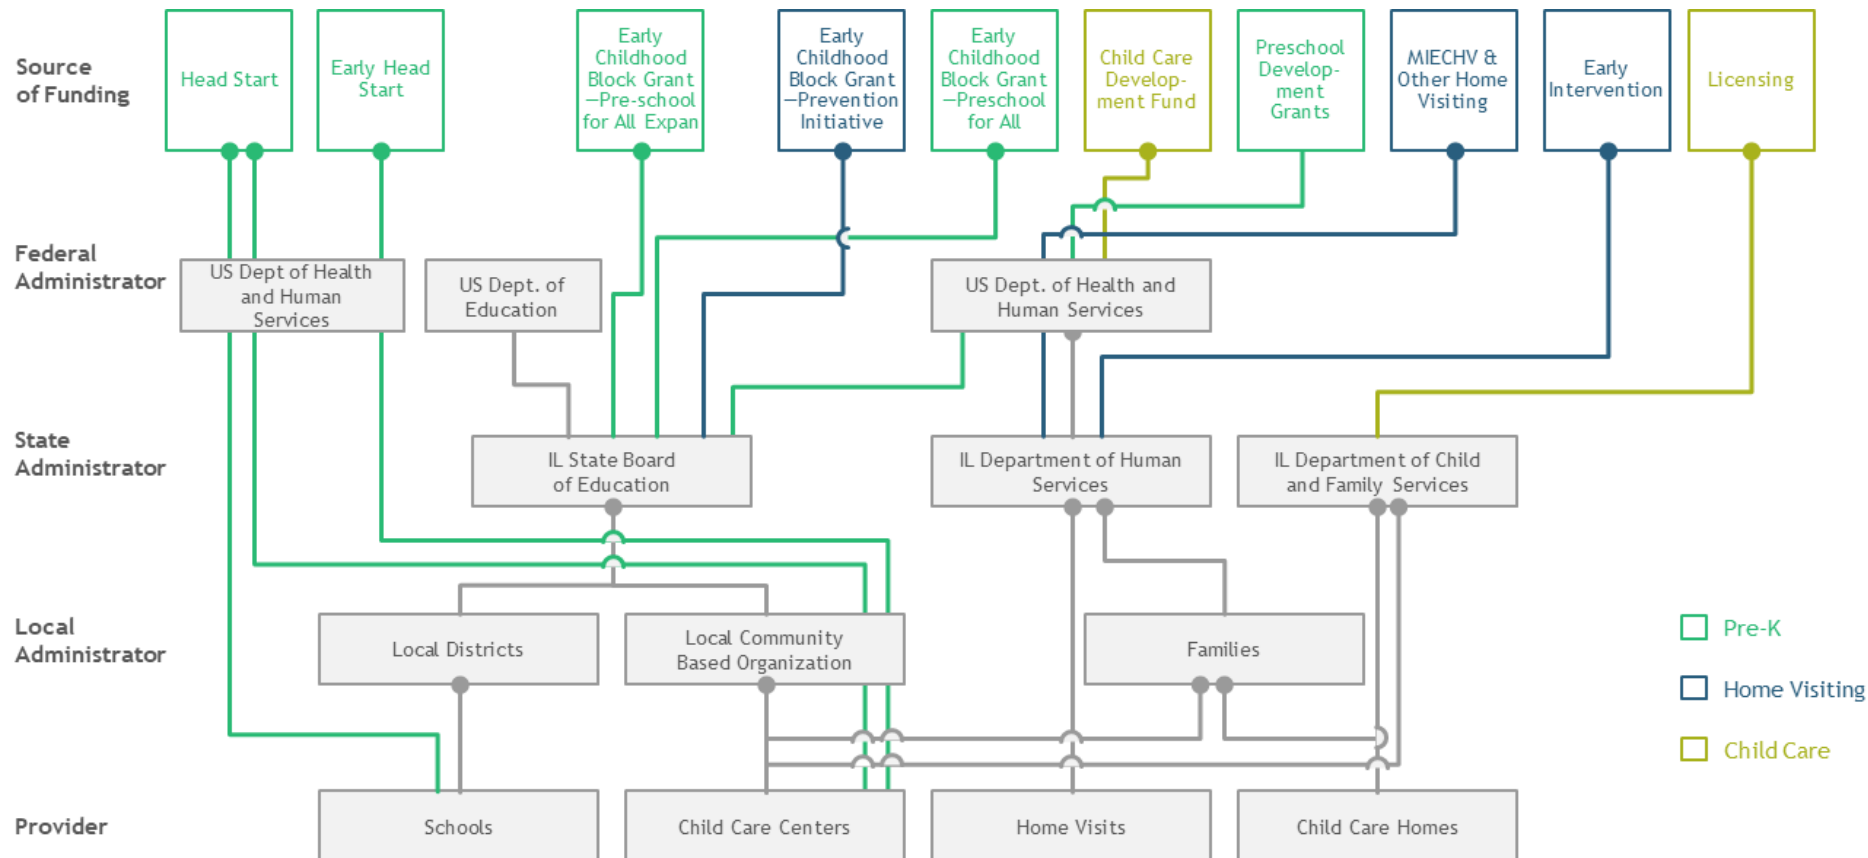 Source
of Funding
Head Start
Early Head
Start
Early
Childhood
Block Grant
—Pre-school
for All Expan
Early
Childhood
Block Grant
—Prevention
Initiative
Early
Childhood
Block Grant
—Preschool
for All
Child Care
Develop-
ment Fund
Preschool
Develop-
ment
Grants
MIECHV &
Other Home
Visiting
Early
Intervention
Licensing
Federal
Administrator
US Dept of Health
and Human
Services
US Dept. of
Education
US Dept. of Health and
Human Services
State
Administrator
IL State Board
of Education
IL Department of Human
Services
IL Department of Child
and Family Services
Local
Administrator
Local Districts
Local Community
Based Organization
Families
Pre-K
Home Visiting
Child Care
Provider
Schools
Child Care Centers
Home Visits
Child Care Homes